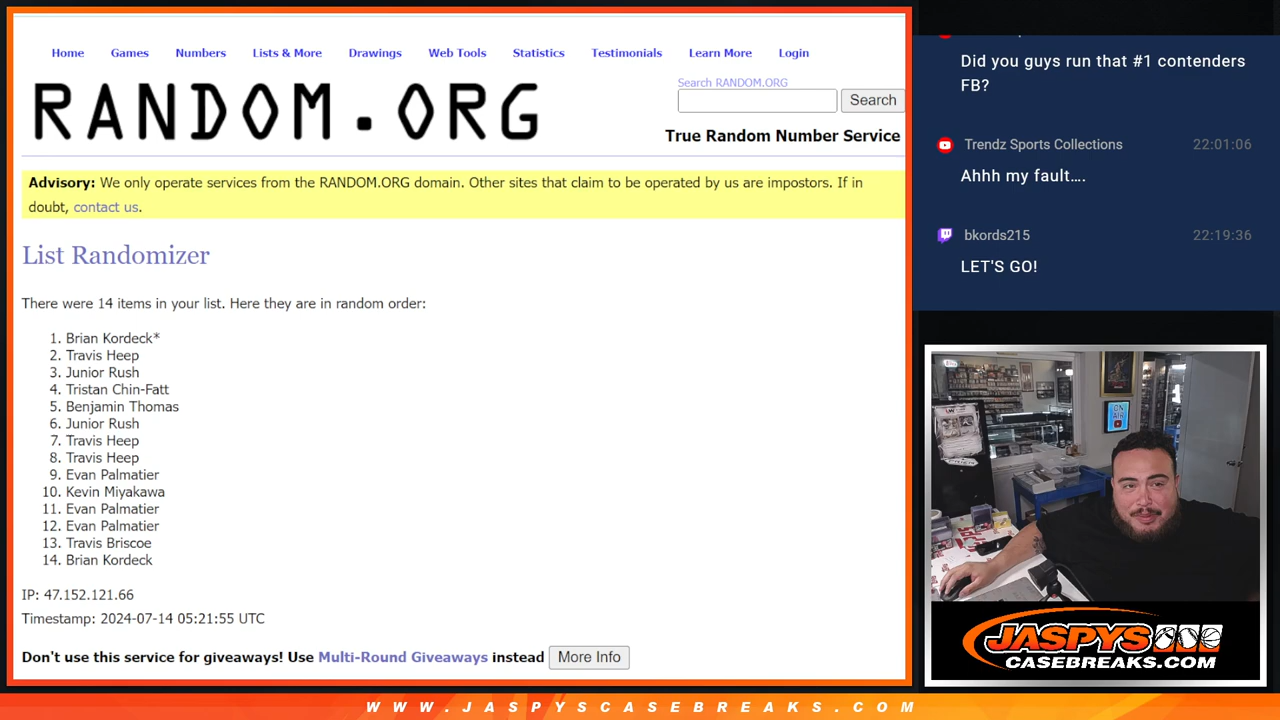 Home Games Numbers Lists & More Drawings Web Tools Statistics Testimonials Learn More Login
RANDOM.ORG
Search RANDOM.ORG
Search
True Random Number Service
Advisory: We only operate services from the RANDOM.ORG domain. Other sites that claim to be operated by us are impostors. If in
doubt, contact us.
List Randomizer
There were 14 items in your list. Here they are in random order:
1. Brian Kordeck*
2. Travis Heep
3. Junior Rush
4. Tristan Chin-Fatt
5. Benjamin Thomas
6. Junior Rush
7. Travis Heep
8. Travis Heep
9. Evan Palmatier
10. Kevin Miyakawa
11. Evan Palmatier
12. Evan Palmatier
13. Travis Briscoe
14. Brian Kordeck
IP: 47.152.121.66
Timestamp: 2024-07-14 05:21:55 UTC
Don't use this service for giveaways! Use Multi-Round Giveaways instead More Info
Did you guys run that #1 contenders
FB?
Trendz Sports Collections 22:01:06
Ahhh my fault....
bkords215 22:19:36
LET'S GO!
ON
AIR
JASPYS
CASEBREAKS.COM
WWW.JASPYSCASEBREAKS.COM